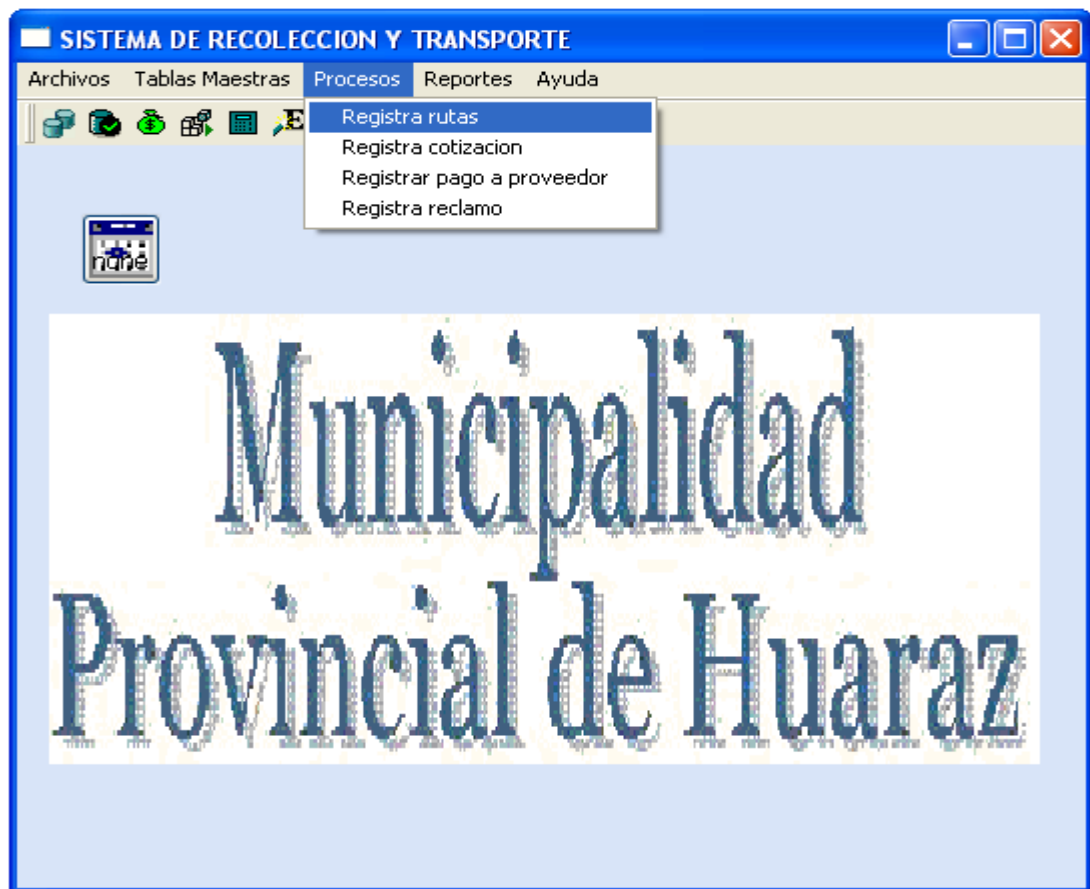 SISTEMA DE RECOLECCION Y TRANSPORTE
Archivos Tablas Maestras Procesos Reportes Ayuda
Registra rutas
Registra cotizacion
Registrar pago a proveedor
Registra reclamo
Municipalidad
Provincial de Huaraz